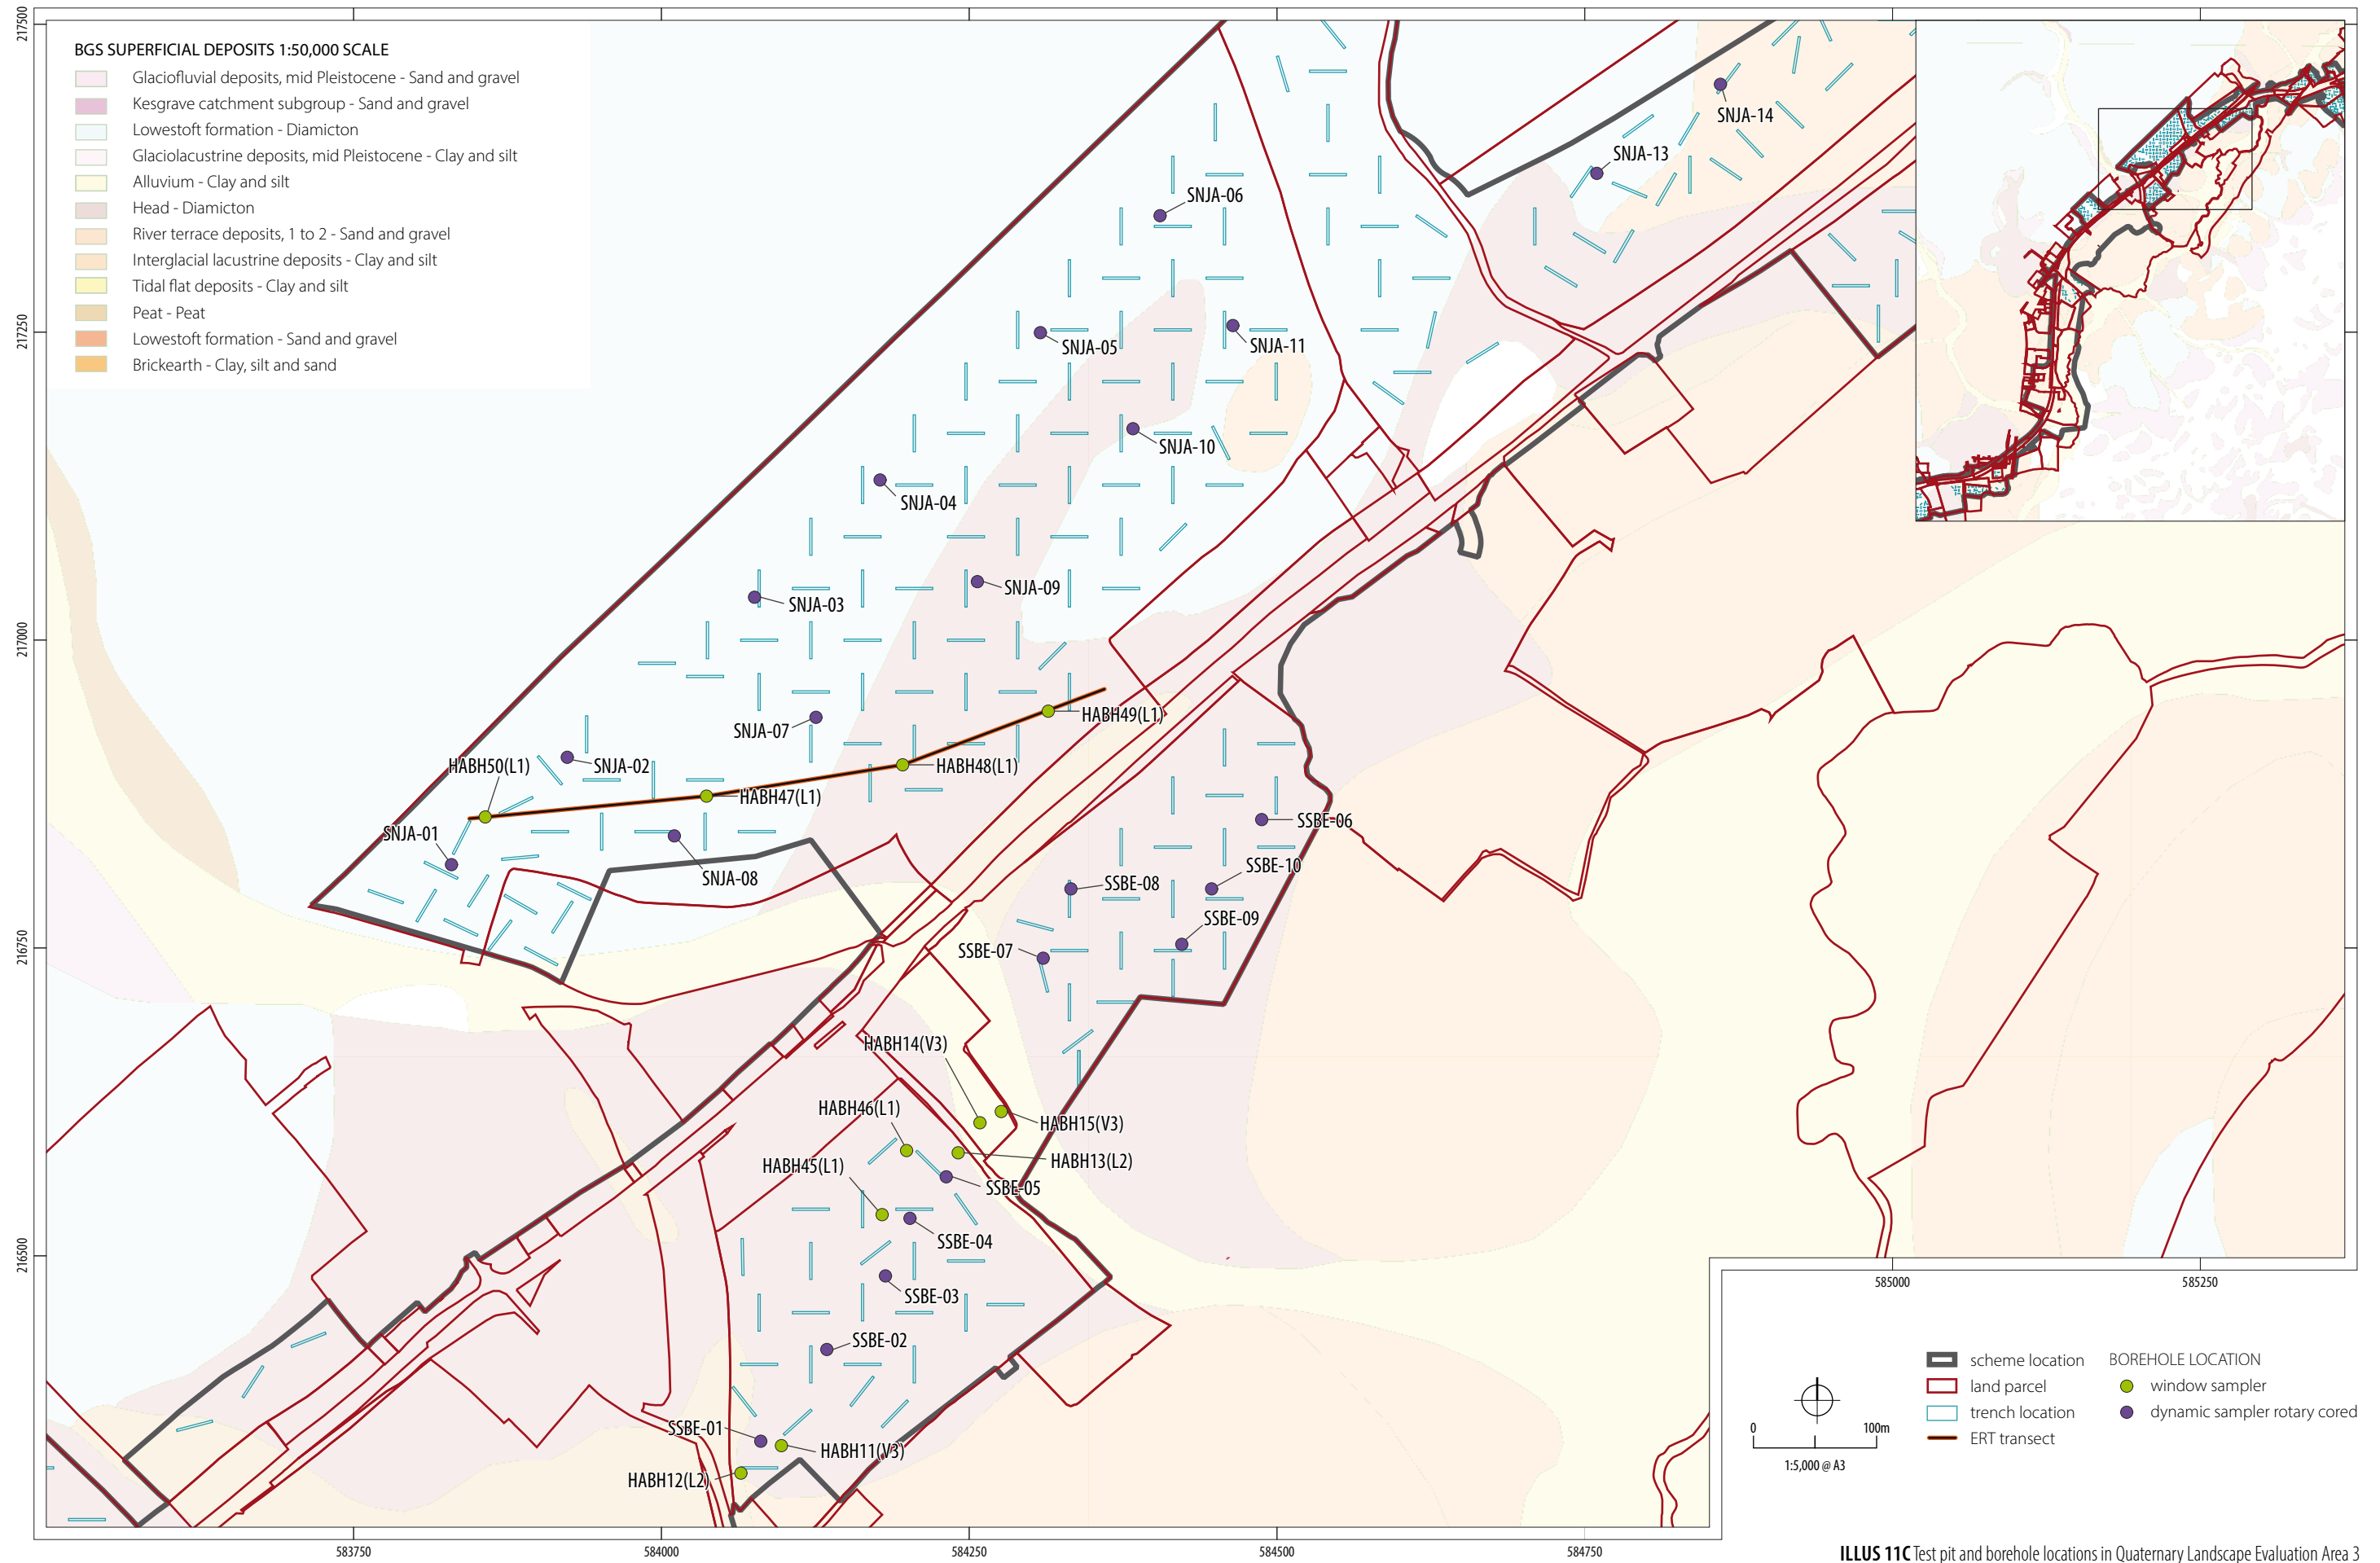 BGS SUPERFICIAL DEPOSITS 1:50,000 SCALE
Glaciofluvial deposits, mid Pleistocene - Sand and gravel
Kesgrave catchment subgroup - Sand and gravel
Lowestoft formation - Diamicton
Glaciolacustrine deposits, mid Pleistocene - Clay and silt
Alluvium - Clay and silt
Head - Diamicton
River terrace deposits, 1 to 2 - Sand and gravel
Interglacial lacustrine deposits - Clay and silt
Tidal flat deposits - Clay and silt
Peat - Peat
Lowestoft formation - Sand and gravel
Brickearth - Clay, silt and sand
217500
217250
217000
216750
216500
SNJA-14
SNJA-13
SNJA-06
SNJA-05
SNJA-11
SNJA-10
SNJA-04
SNJA-09
SNJA-03
SNJA-07
HABH49(L1)
SNJA-02
HABH50(L1)
HABH48(L1)
HABH47(L1)
SNJA-01
SNJA-08
SSBE-06
SSBE-10
SSBE-08
SSBE-09
SSBE-07
HABH14(V3)
HABH46(L1)
HABH15(V3)
HABH13(L2)
HABH45(L1)
SSBE-05
SSBE-04
SSBE-03
SSBE-02
SSBE-01
HABH11(V3)
HABH12(L2)
583750
584000
584250
584500
584750
585000
585250
scheme location
land parcel
trench location
ERT transect
BOREHOLE LOCATION
window sampler
dynamic sampler rotary cored
0
100m
1:5,000 @ A3
ILLUS 11C Test pit and borehole locations in Quaternary Landscape Evaluation Area 3